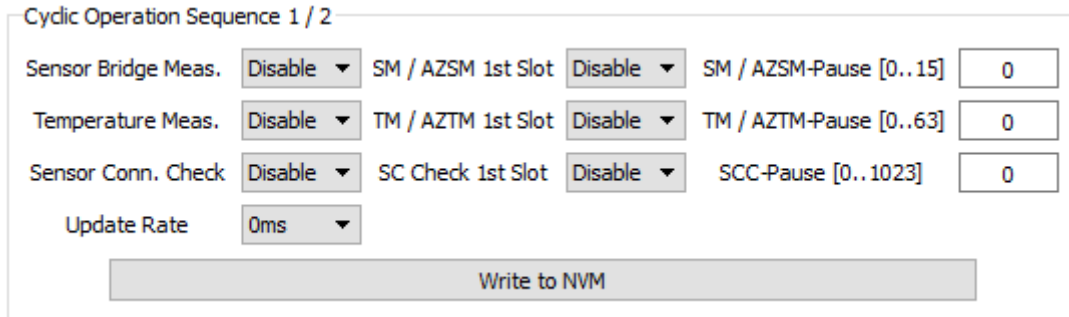 Cyclic Operation Sequence 1 / 2
Sensor Bridge Meas. Disable SM / AZSM 1st Slot Disable SM / AZSM-Pause [0..15] 0
Temperature Meas. Disable TM / AZTM 1st Slot Disable TM / AZTM-Pause [0..63] 0
Sensor Conn. Check Disable SC Check 1st Slot Disable SCC-Pause [0..1023] 0
Update Rate 0ms
Write to NVM